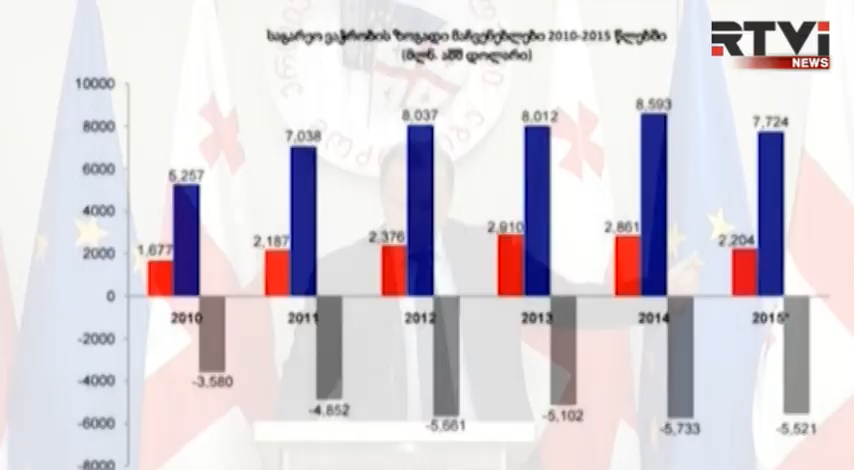 RTVi
NEWS
საგარეო ვაჭრობის ზოგადი მაჩვენებლები 2010-2015 წლებში
(მლნ. აშშ დოლარი)
10000
8000
6000
4000
2000
0
-2000
-4000
-6000
-8000
1,677 5,257 2010 -3,580
2,187 7,038 2011 -4,852
2,376 8,037 2012 -5,661
2,910 8,012 2013 -5,102
2,861 8,593 2014 -5,733
2,204 7,724 2015* -5,521